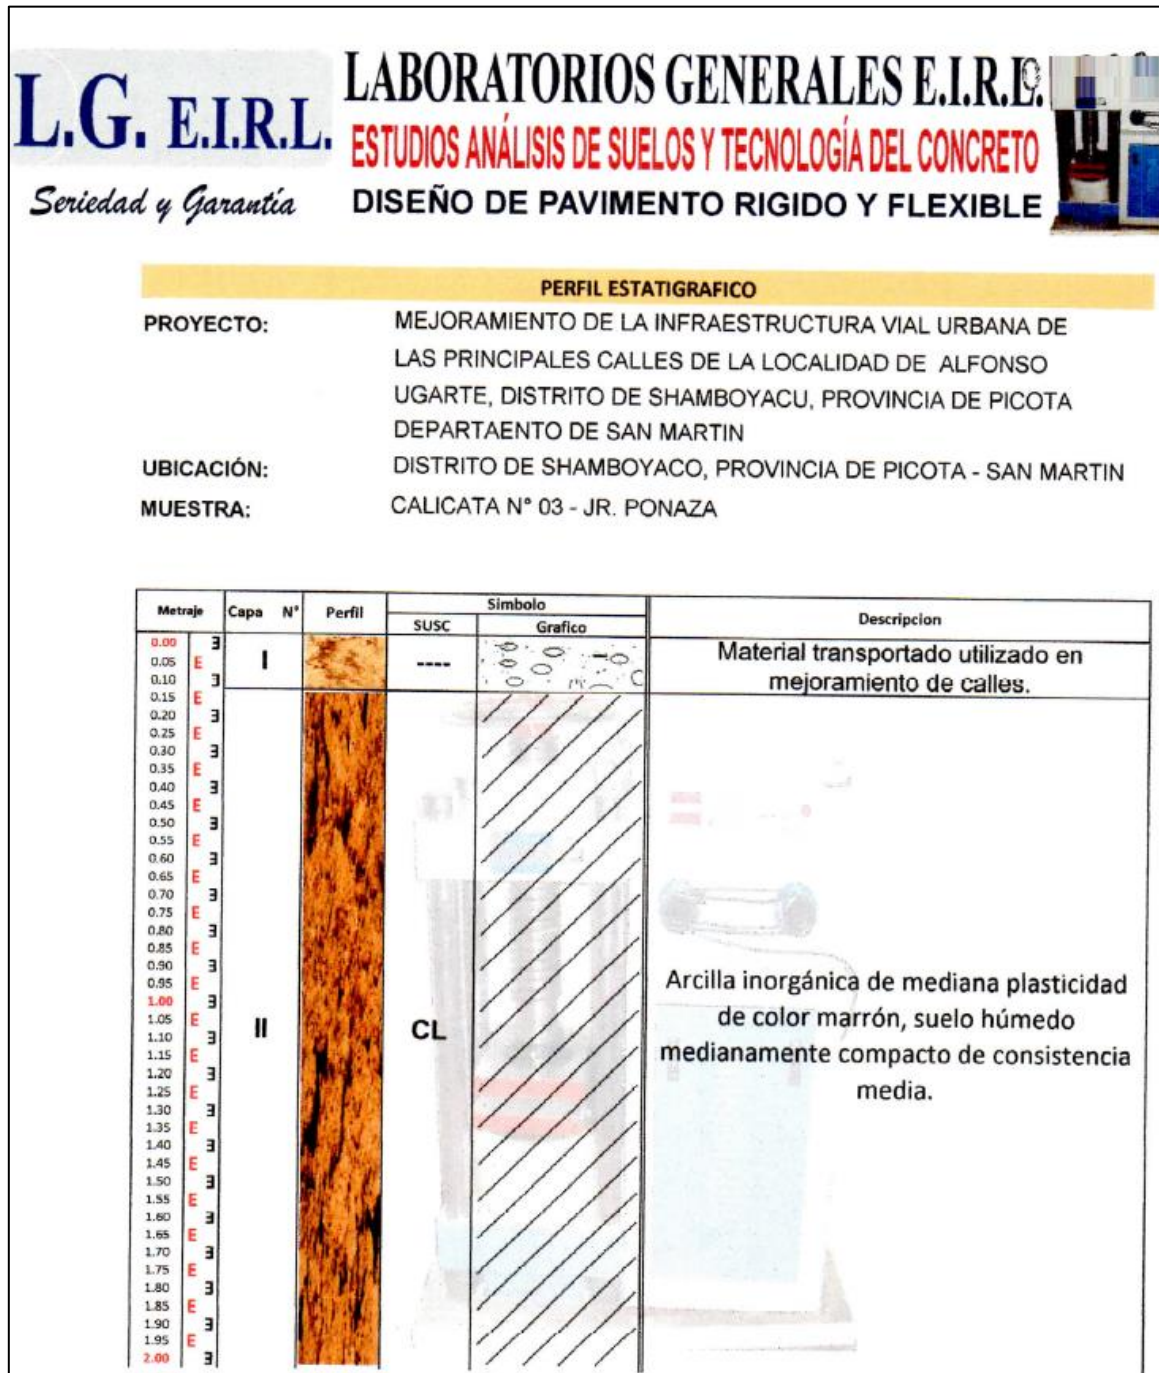 L.G. E.I.R.L.
Seriedad y Garantía
LABORATORIOS GENERALES E.I.R.L.
ESTUDIOS ANÁLISIS DE SUELOS Y TECNOLOGÍA DEL CONCRETO
DISEÑO DE PAVIMENTO RIGIDO Y FLEXIBLE
PERFIL ESTATIGRAFICO
PROYECTO: MEJORAMIENTO DE LA INFRAESTRUCTURA VIAL URBANA DE
LAS PRINCIPALES CALLES DE LA LOCALIDAD DE ALFONSO
UGARTE, DISTRITO DE SHAMBOYACU, PROVINCIA DE PICOTA
DEPARTAENTO DE SAN MARTIN
UBICACIÓN: DISTRITO DE SHAMBOYACO, PROVINCIA DE PICOTA - SAN MARTIN
MUESTRA: CALICATA N° 03 - JR. PONAZA
Metraje Capa N° Perfil Simbolo Descripcion
SUSC Grafico
0.00 E
0.05 E
0.10 E
I ---- Material transportado utilizado en
mejoramiento de calles.
0.15 E
0.20 E
0.25 E
0.30 E
0.35 E
0.40 E
0.45 E
0.50 E
0.55 E
0.60 E
0.65 E
0.70 E
0.75 E
0.80 E
0.85 E
0.90 E
0.95 E
1.00 E
1.05 E
1.10 E
1.15 E
1.20 E
1.25 E
1.30 E
1.35 E
1.40 E
1.45 E
1.50 E
1.55 E
1.60 E
1.65 E
1.70 E
1.75 E
1.80 E
1.85 E
1.90 E
1.95 E
2.00 E
II CL Arcilla inorgánica de mediana plasticidad
de color marrón, suelo húmedo
medianamente compacto de consistencia
media.